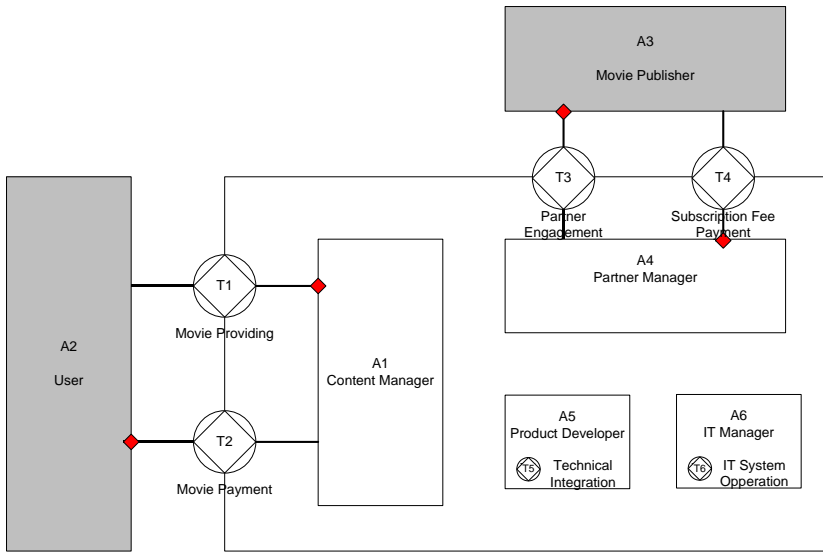 A3
Movie Publisher
T3
T4
Partner
Engagement
Subscription Fee
Payment
A4
Partner Manager
A2
User
T1
Movie Providing
A1
Content Manager
T2
Movie Payment
A5
Product Developer
T5
Technical
Integration
A6
IT Manager
T6
IT System
Opperation